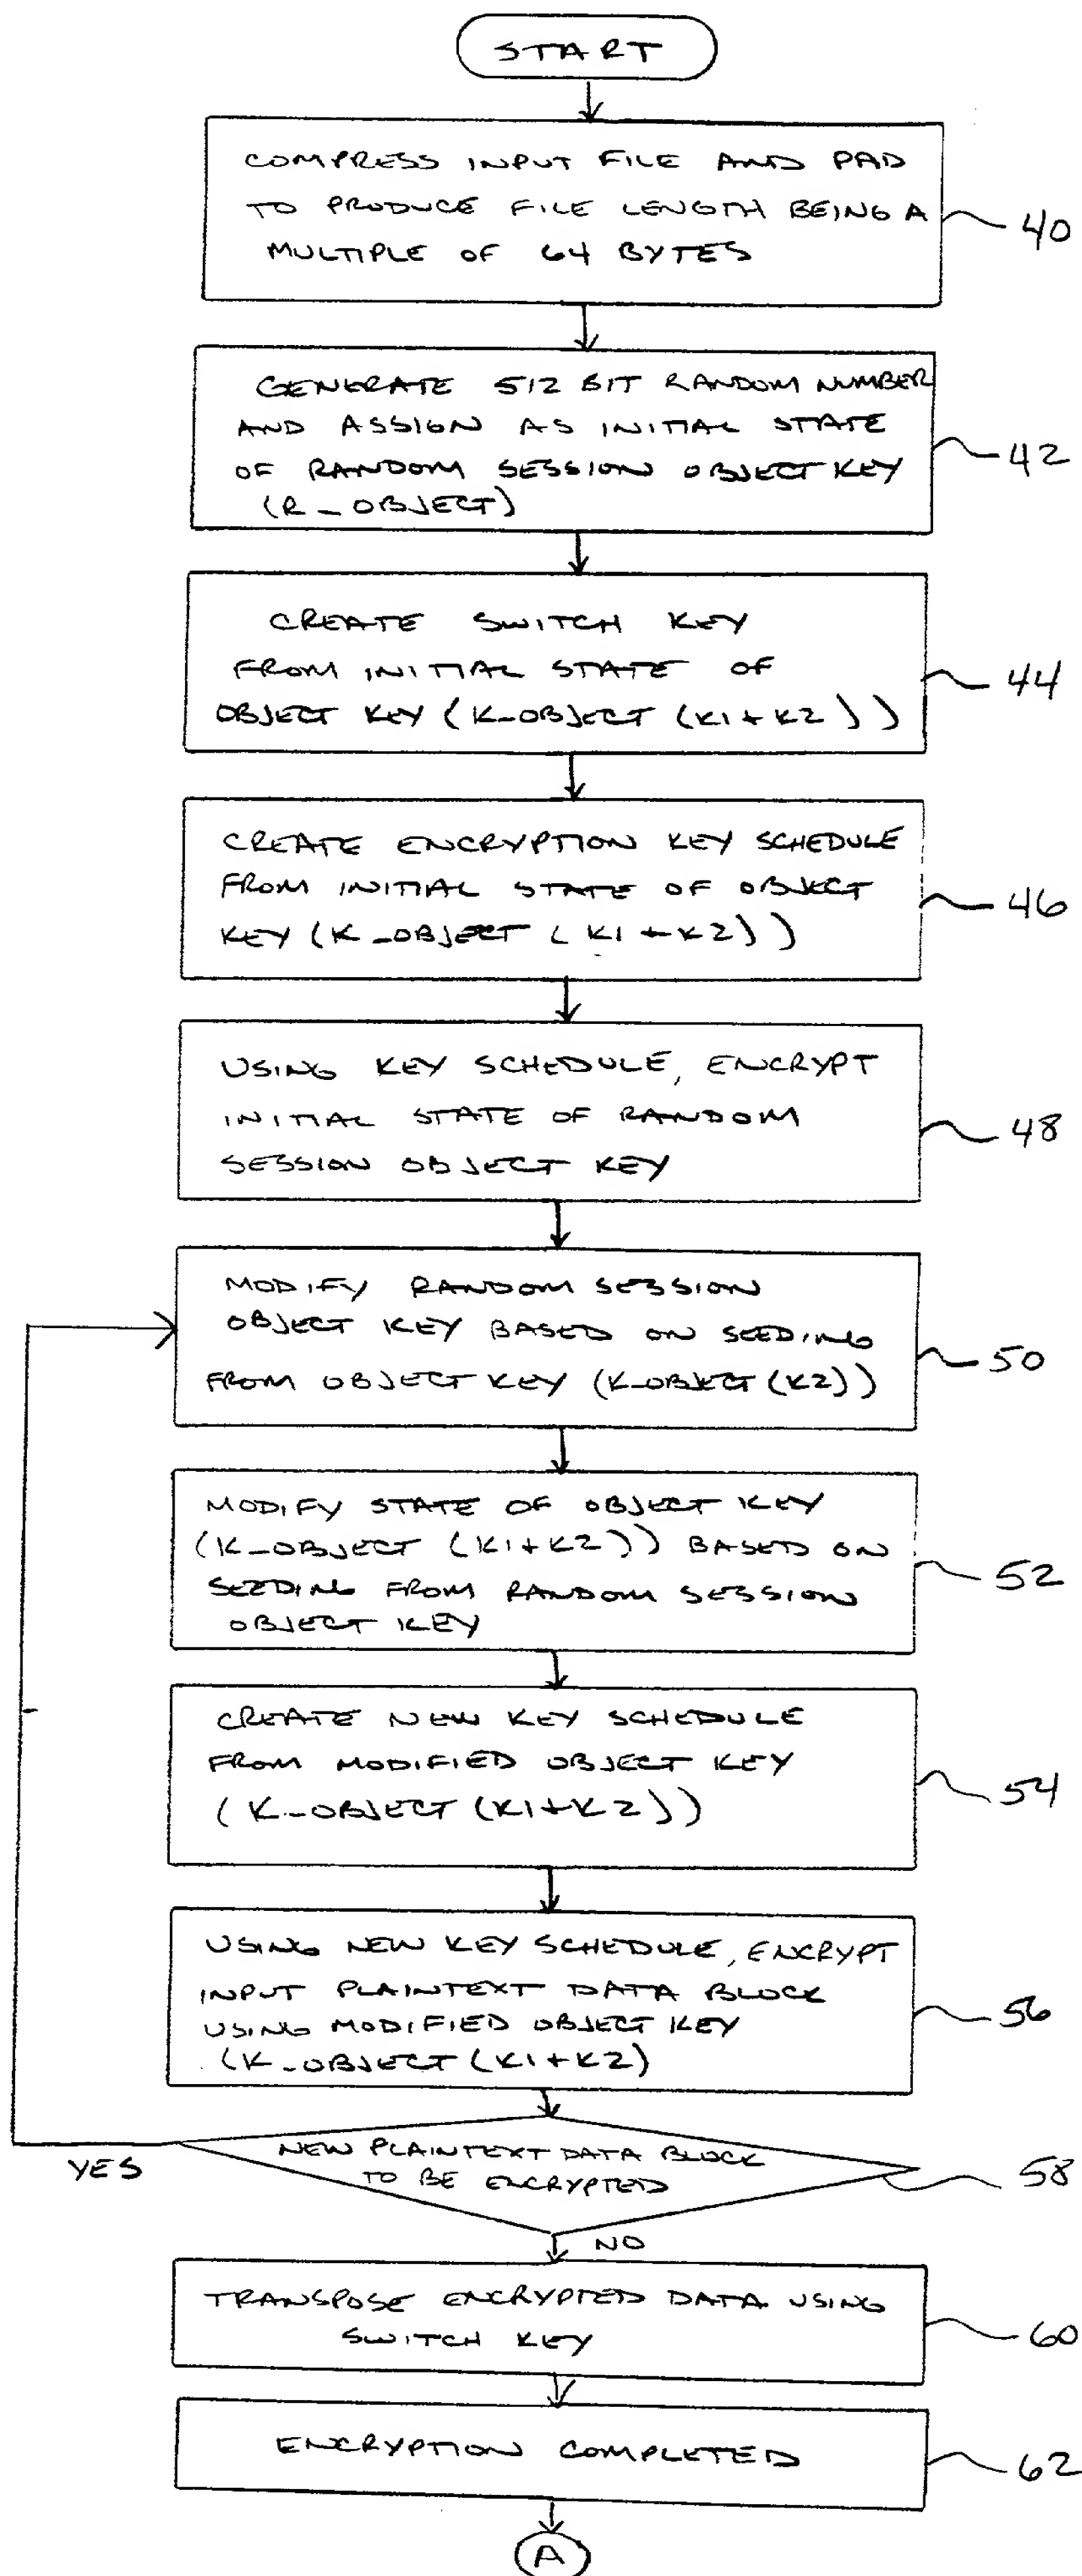 START
COMPRESS INPUT FILE AND PAD
TO PRODUCE FILE LENGTH BEING A
MULTIPLE OF 64 BYTES
40
GENERATE 512 BIT RANDOM NUMBER
AND ASSIGN AS INITIAL STATE
OF RANDOM SESSION OBJECT KEY
(R_OBJECT)
42
CREATE SWITCH KEY
FROM INITIAL STATE OF
OBJECT KEY (K_OBJECT (K1+K2))
44
CREATE ENCRYPTION KEY SCHEDULE
FROM INITIAL STATE OF OBJECT
KEY (K_OBJECT (K1+K2))
46
USING KEY SCHEDULE, ENCRYPT
INITIAL STATE OF RANDOM
SESSION OBJECT KEY
48
MODIFY RANDOM SESSION
OBJECT KEY BASED ON SEEDING
FROM OBJECT KEY (K_OBJECT (K2))
50
MODIFY STATE OF OBJECT KEY
(K_OBJECT (K1+K2)) BASED ON
SEEDING FROM RANDOM SESSION
OBJECT KEY
52
CREATE NEW KEY SCHEDULE
FROM MODIFIED OBJECT KEY
(K_OBJECT (K1+K2))
54
USING NEW KEY SCHEDULE, ENCRYPT
INPUT PLAINTEXT DATA BLOCK
USING MODIFIED OBJECT KEY
(K_OBJECT (K1+K2)
56
NEW PLAINTEXT DATA BLOCK
TO BE ENCRYPTED
YES
58
NO
TRANSPOSE ENCRYPTED DATA USING
SWITCH KEY
60
ENCRYPTION COMPLETED
62
A